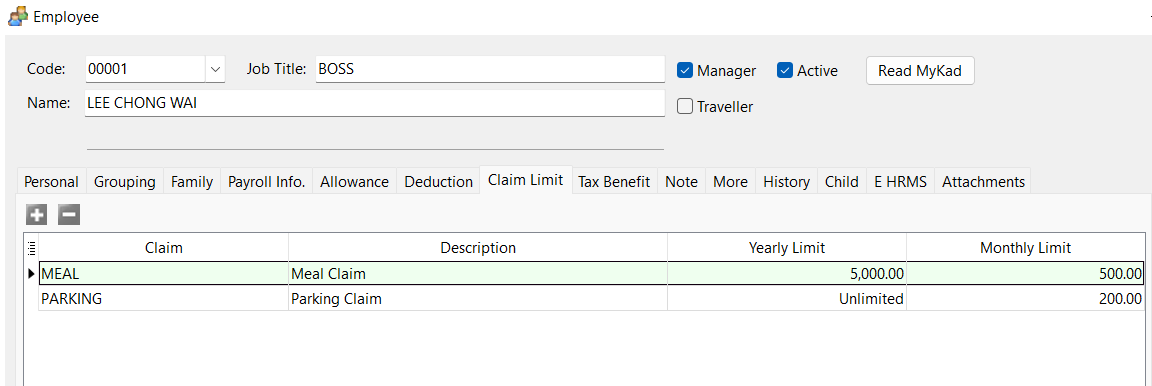 Employee
Code: 00001 Job Title: BOSS Manager Active Read MyKad
Name: LEE CHONG WAI Traveller
Personal Grouping Family Payroll Info. Allowance Deduction Claim Limit Tax Benefit Note More History Child E HRMS Attachments
Claim Description Yearly Limit Monthly Limit
MEAL Meal Claim 5,000.00 500.00
PARKING Parking Claim Unlimited 200.00